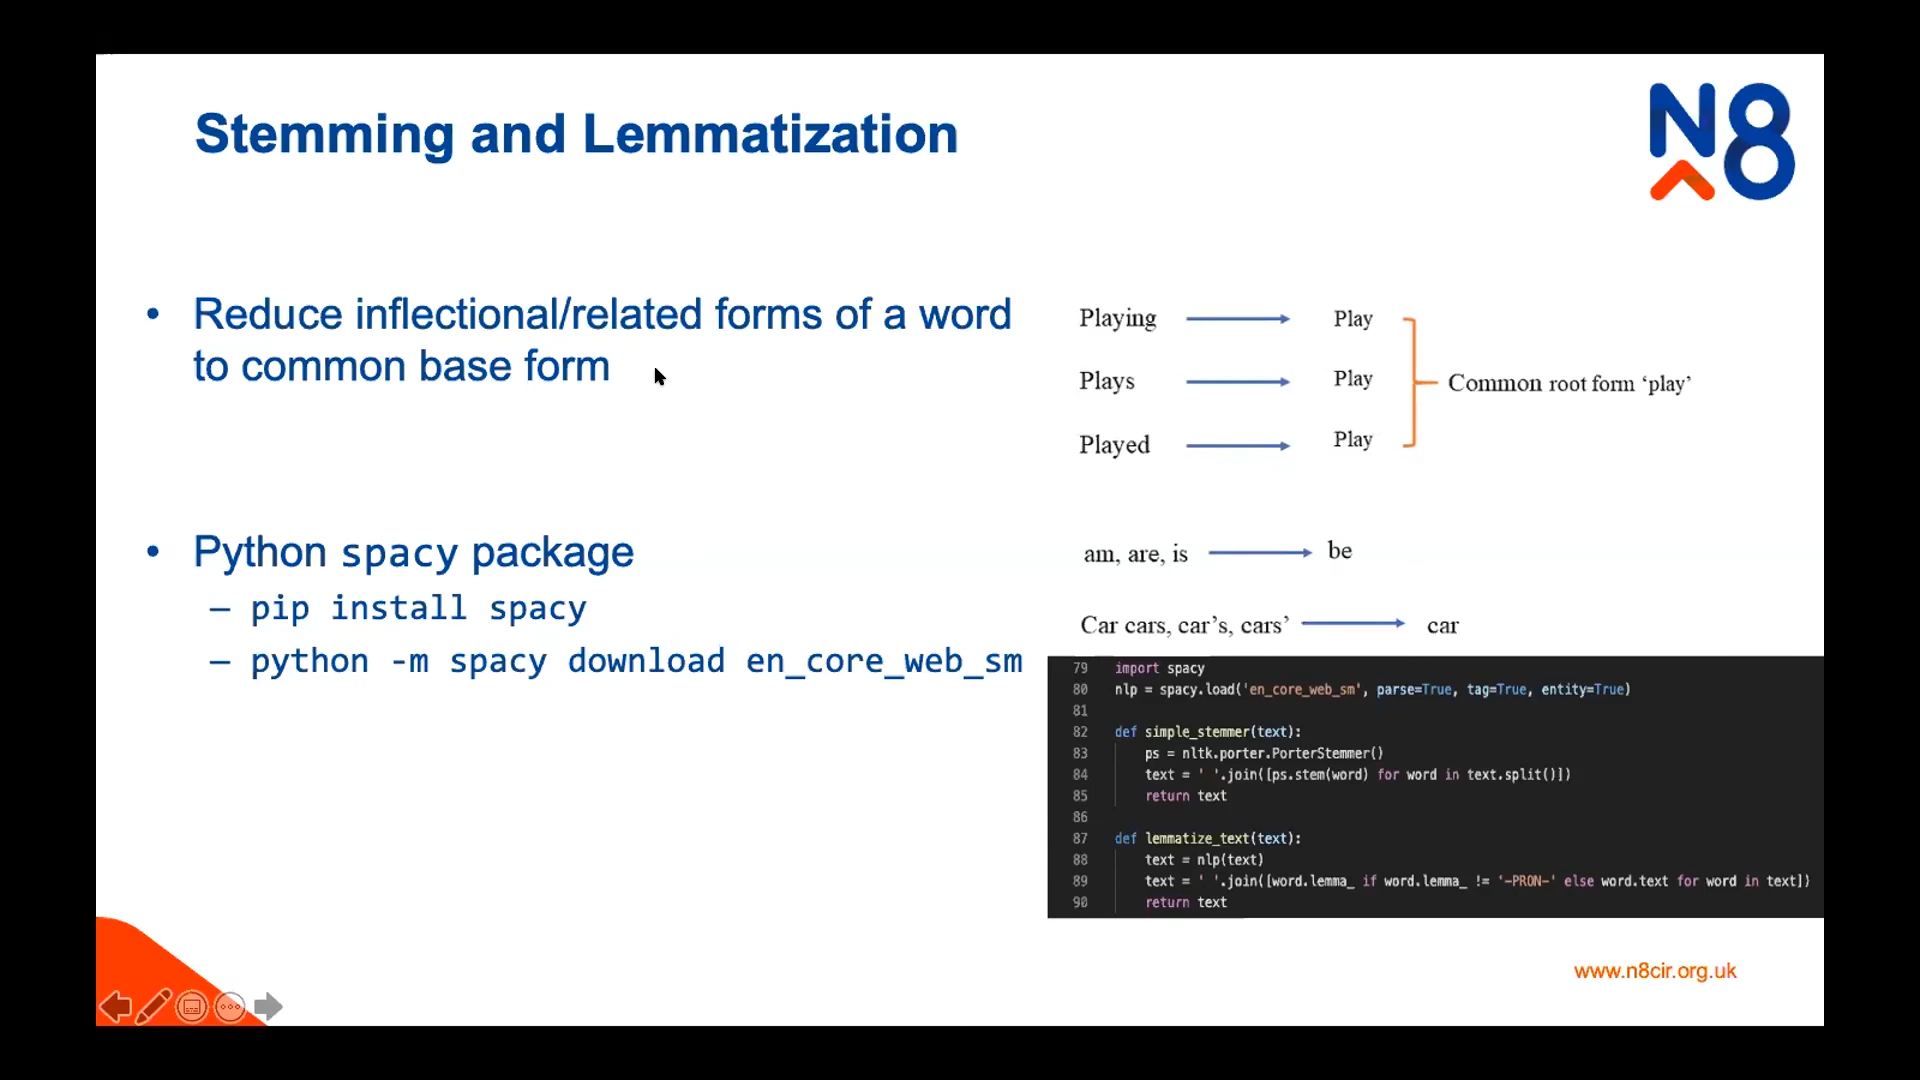 Stemming and Lemmatization
N8
• Reduce inflectional/related forms of a word
to common base form
• Python spacy package
– pip install spacy
– python -m spacy download en_core_web_sm
Playing Play
Plays Play
Played Play
Common root form ‘play’
am, are, is be
Car cars, car’s, cars’ car
79 import spacy
80 nlp = spacy.load('en_core_web_sm', parse=True, tag=True, entity=True)
81
82 def simple_stemmer(text):
83 ps = nltk.porter.PorterStemmer()
84 text = ' '.join([ps.stem(word) for word in text.split()])
85 return text
86
87 def lemmatize_text(text):
88 text = nlp(text)
89 text = ' '.join([word.lemma_ if word.lemma_ != '-PRON-' else word.text for word in text])
90 return text
www.n8cir.org.uk